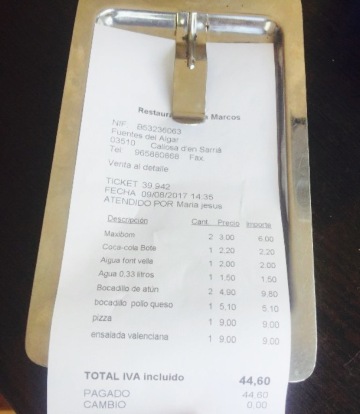 Restaura Marcos
NIF B53236063
Fuentes del Algar
03510 Callosa d'en Sarrà
Tel: 965880868 Fax.
Venta al detalle
TICKET 39.942
FECHA 09/08/2017 14:35
ATENDIDO POR Maria jesus
Descripción Cant. Precio Importe
Maxibom 2 3.00 6.00
Coca-cola Bote 1 2,20 2.20
Aigua font velle 1 2,00 2.00
Agua 0.33 litros 1 1,50 1.50
Bocadillo de atún 2 4,90 9.80
bocadillo pollo queso 1 5,10 5.10
pizza 1 9.00 9.00
ensalada valenciana 1 9.00 9.00
TOTAL IVA incluido 44,60
PAGADO 44,60
CAMBIO 0,00